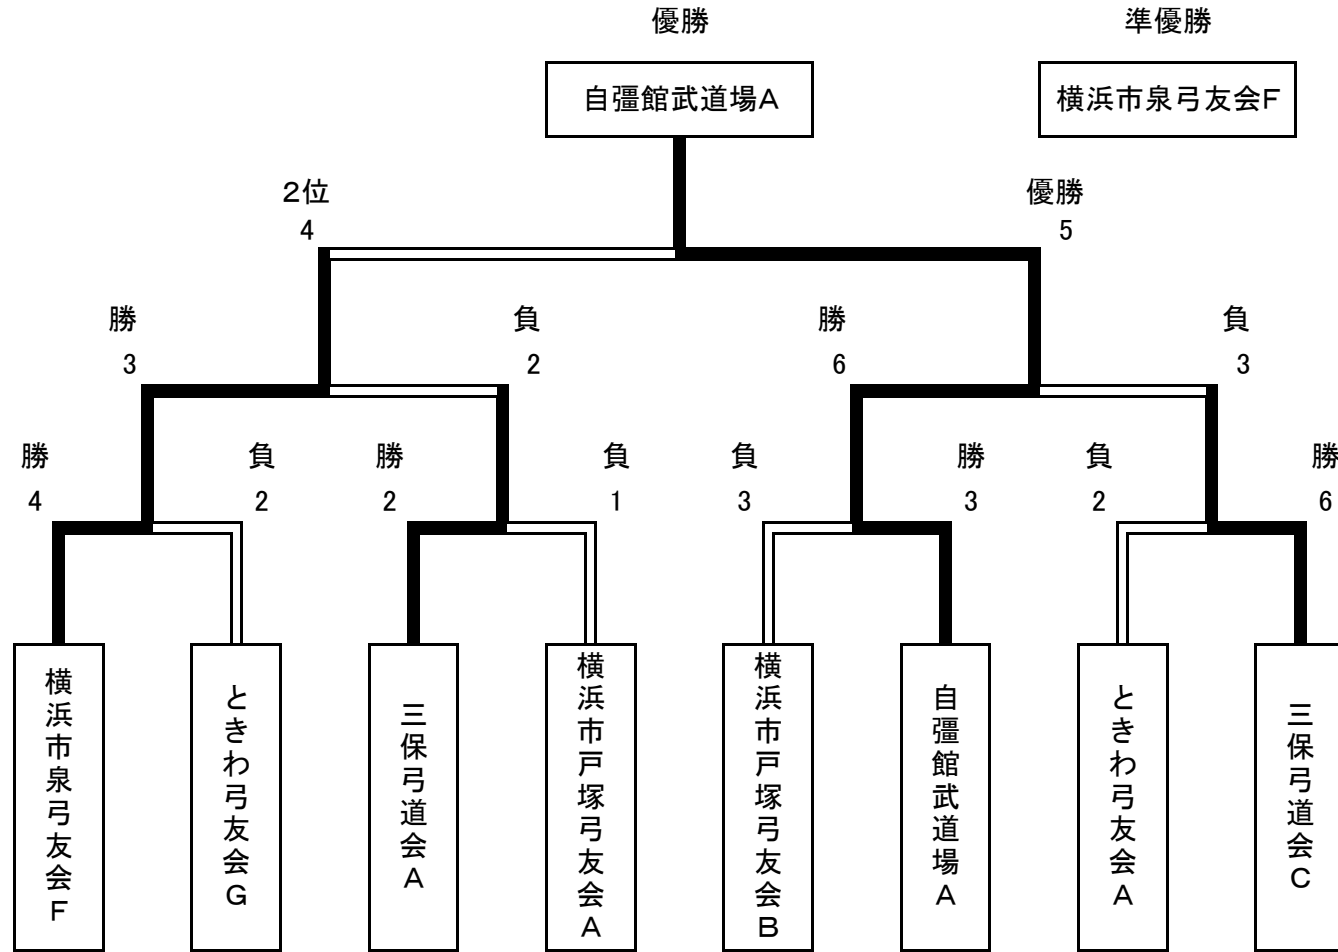 優勝
準優勝
自彊館武道場A
横浜市泉弓友会F
2位
優勝
4
5
勝
負
勝
負
3
2
6
3
勝
負
勝
負
負
勝
負
勝
4
2
2
1
3
3
2
6
横浜市泉弓友会F
ときわ弓友会G
三保弓道会A
横浜市戸塚弓友会A
横浜市戸塚弓友会B
自彊館武道場A
ときわ弓友会A
三保弓道会C